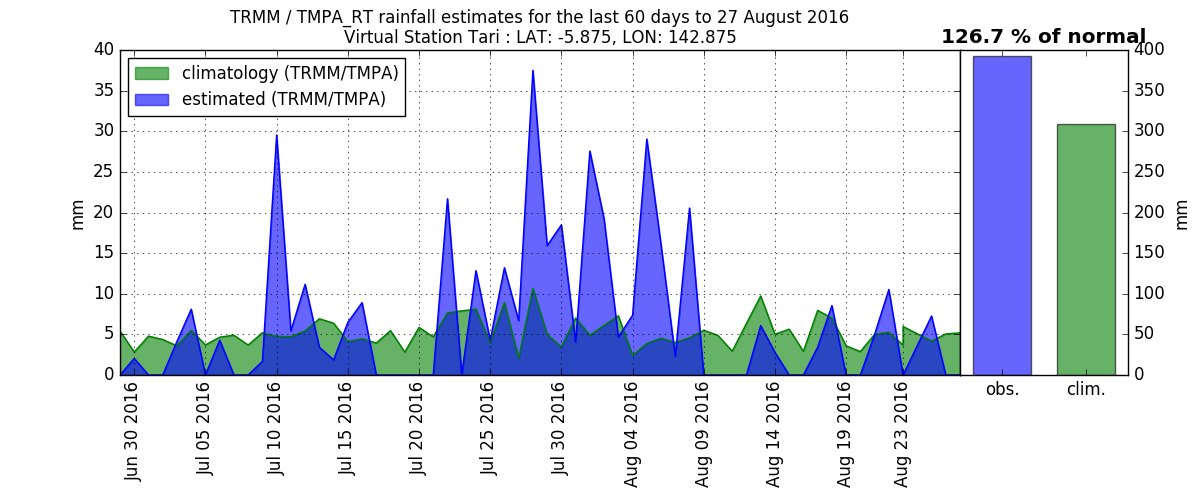 TRMM / TMPA_RT rainfall estimates for the last 60 days to 27 August 2016
Virtual Station Tari : LAT: -5.875, LON: 142.875
126.7 % of normal
climatology (TRMM/TMPA)
estimated (TRMM/TMPA)
mm
40
35
30
25
20
15
10
5
0
Jun 30 2016
Jul 05 2016
Jul 10 2016
Jul 15 2016
Jul 20 2016
Jul 25 2016
Jul 30 2016
Aug 04 2016
Aug 09 2016
Aug 14 2016
Aug 19 2016
Aug 23 2016
obs.
clim.
400
350
300
250
200
150
100
50
0
mm